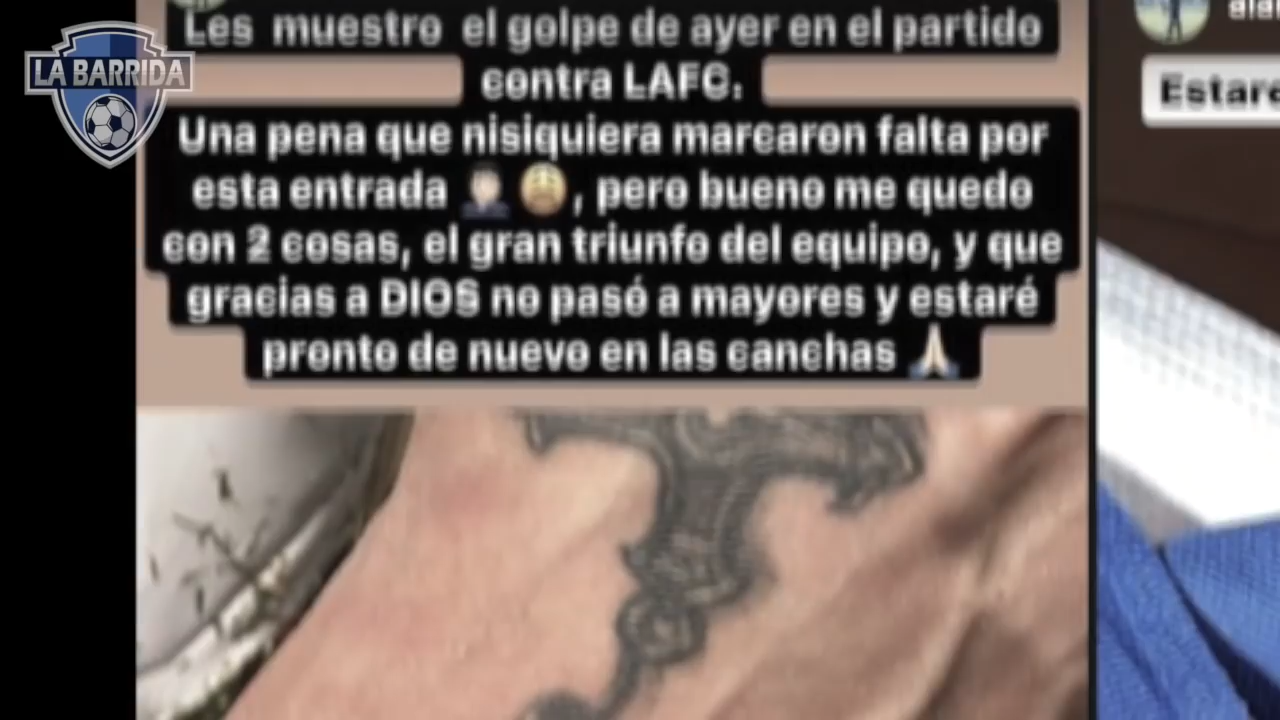 LA BARRIDA
Les muestro el golpe de ayer en el partido
contra LAFC.
Una pena que nisiquiera marcaron falta por
esta entrada 🤦🏻‍♂️ 😩, pero bueno me quedo
con 2 cosas, el gran triunfo del equipo, y que
gracias a DIOS no pasó a mayores y estaré
pronto de nuevo en las canchas 🙏🏻
Estaré